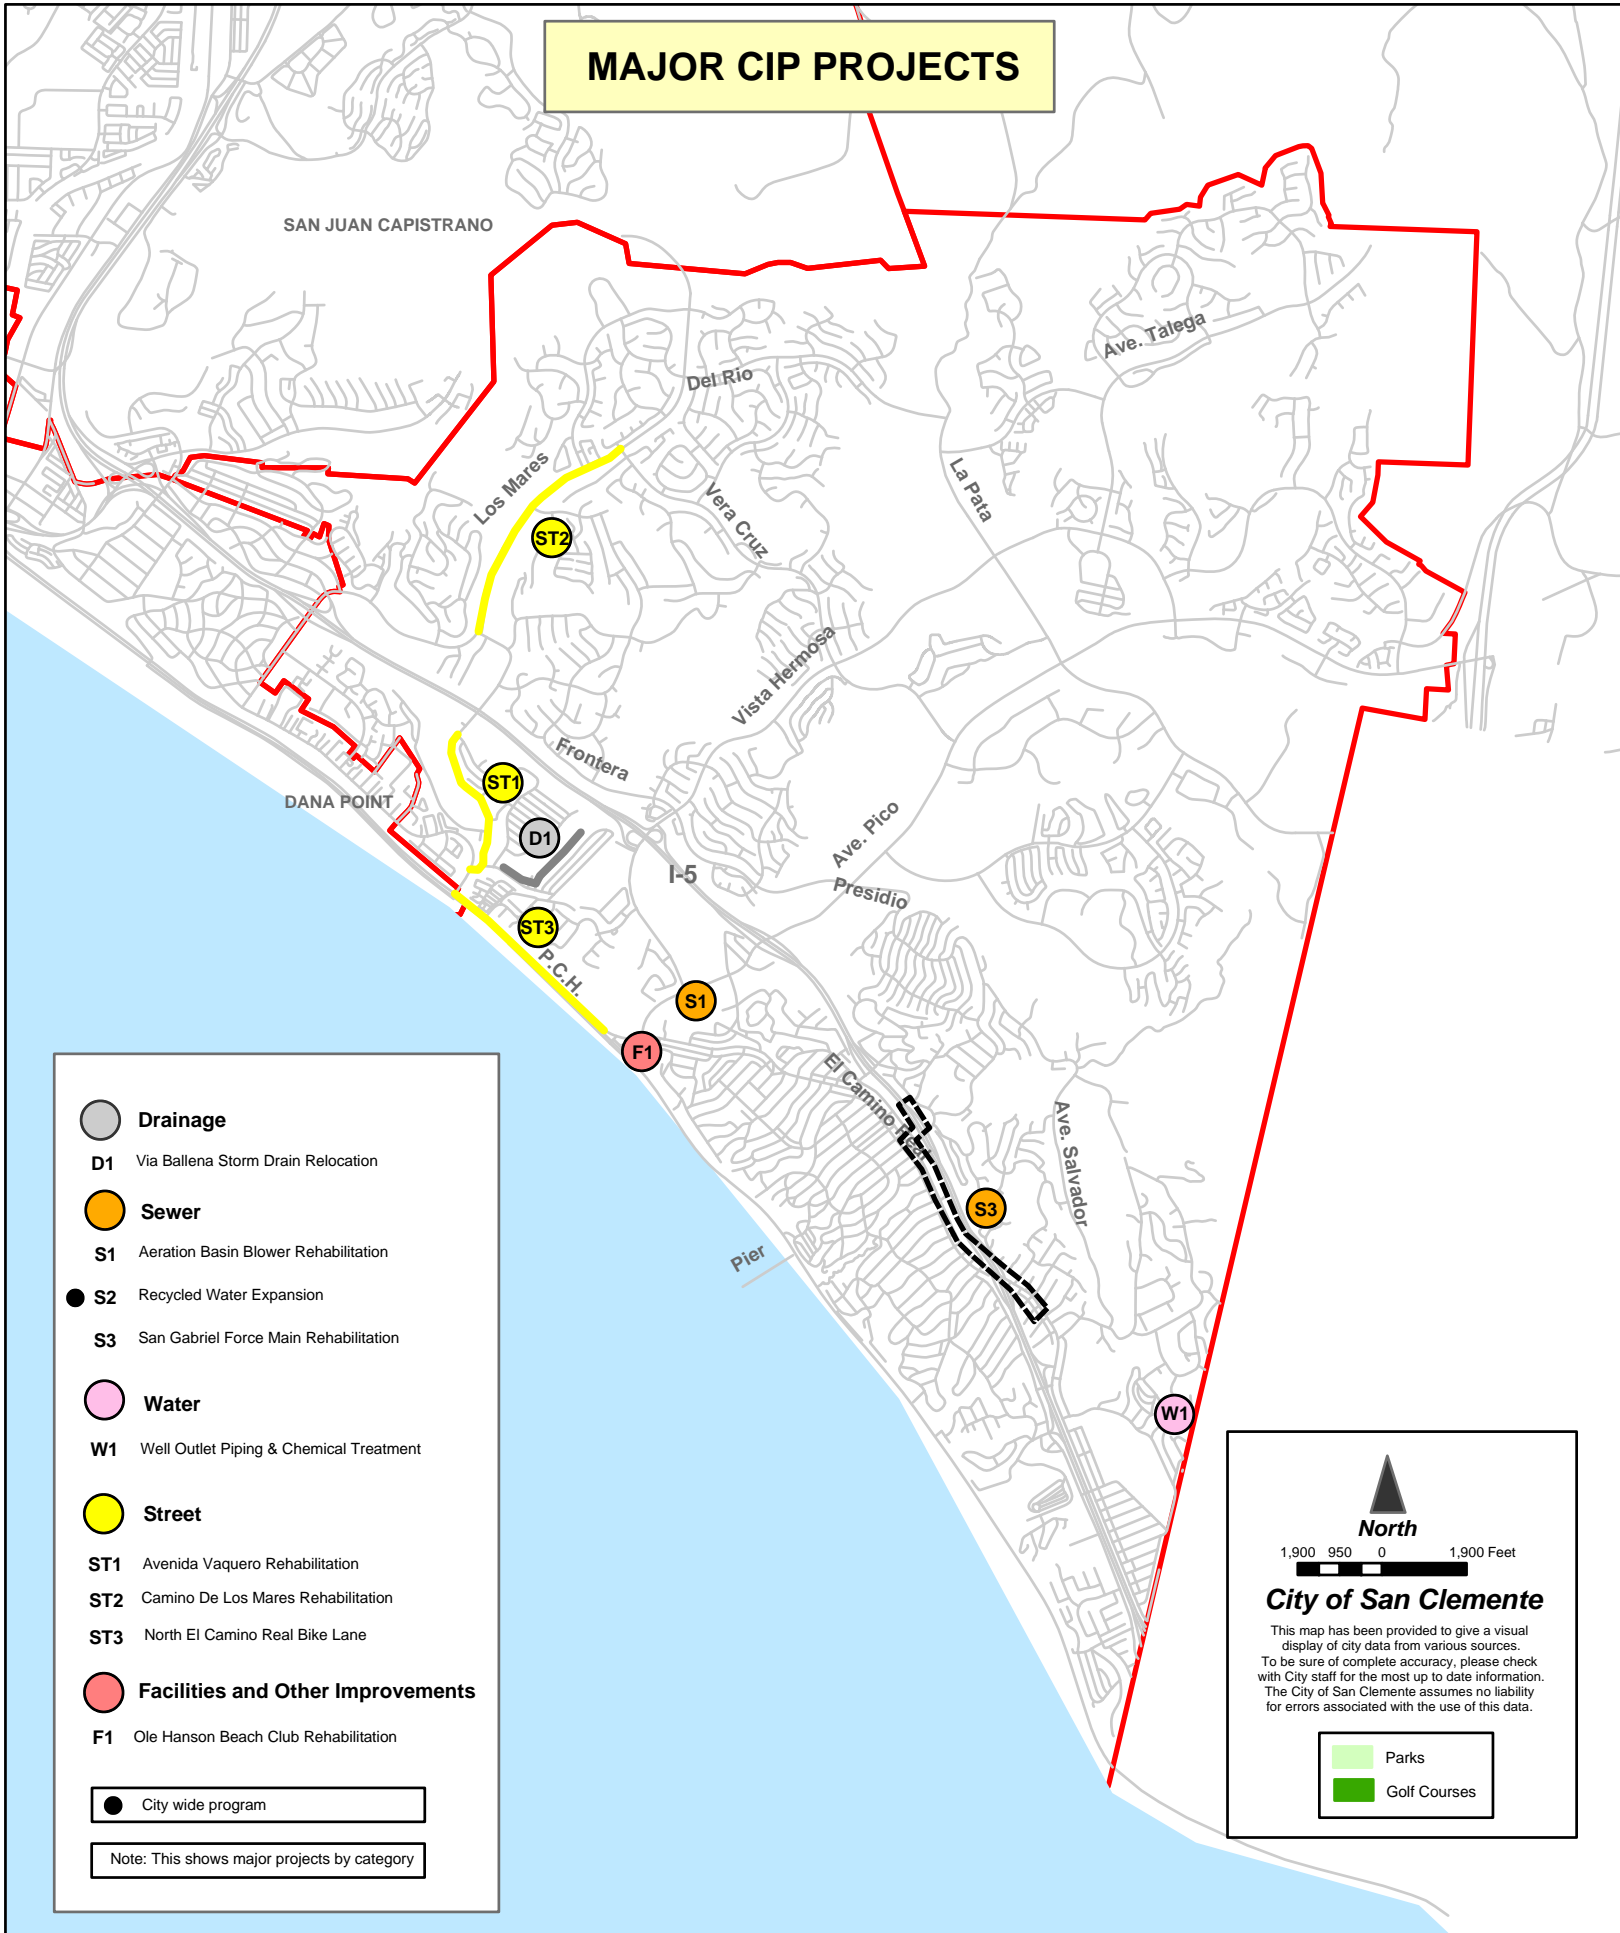 MAJOR CIP PROJECTS
SAN JUAN CAPISTRANO
Ave. Talega
Del Rio
Los Mares
Vera Cruz
La Pata
ST2
Vista Hermosa
Frontera
ST1
DANA POINT
D1
Ave. Pico
I-5
Presidio
ST3
P.C.H.
S1
F1
El Camino Real
Ave. Salvador
S3
Pier
W1
Drainage
D1 Via Ballena Storm Drain Relocation
Sewer
S1 Aeration Basin Blower Rehabilitation
S2 Recycled Water Expansion
S3 San Gabriel Force Main Rehabilitation
Water
W1 Well Outlet Piping & Chemical Treatment
Street
ST1 Avenida Vaquero Rehabilitation
ST2 Camino De Los Mares Rehabilitation
ST3 North El Camino Real Bike Lane
Facilities and Other Improvements
F1 Ole Hanson Beach Club Rehabilitation
City wide program
Note: This shows major projects by category
North
1,900 950 0 1,900 Feet
City of San Clemente
This map has been provided to give a visual
display of city data from various sources.
To be sure of complete accuracy, please check
with City staff for the most up to date information.
The City of San Clemente assumes no liability
for errors associated with the use of this data.
Parks
Golf Courses